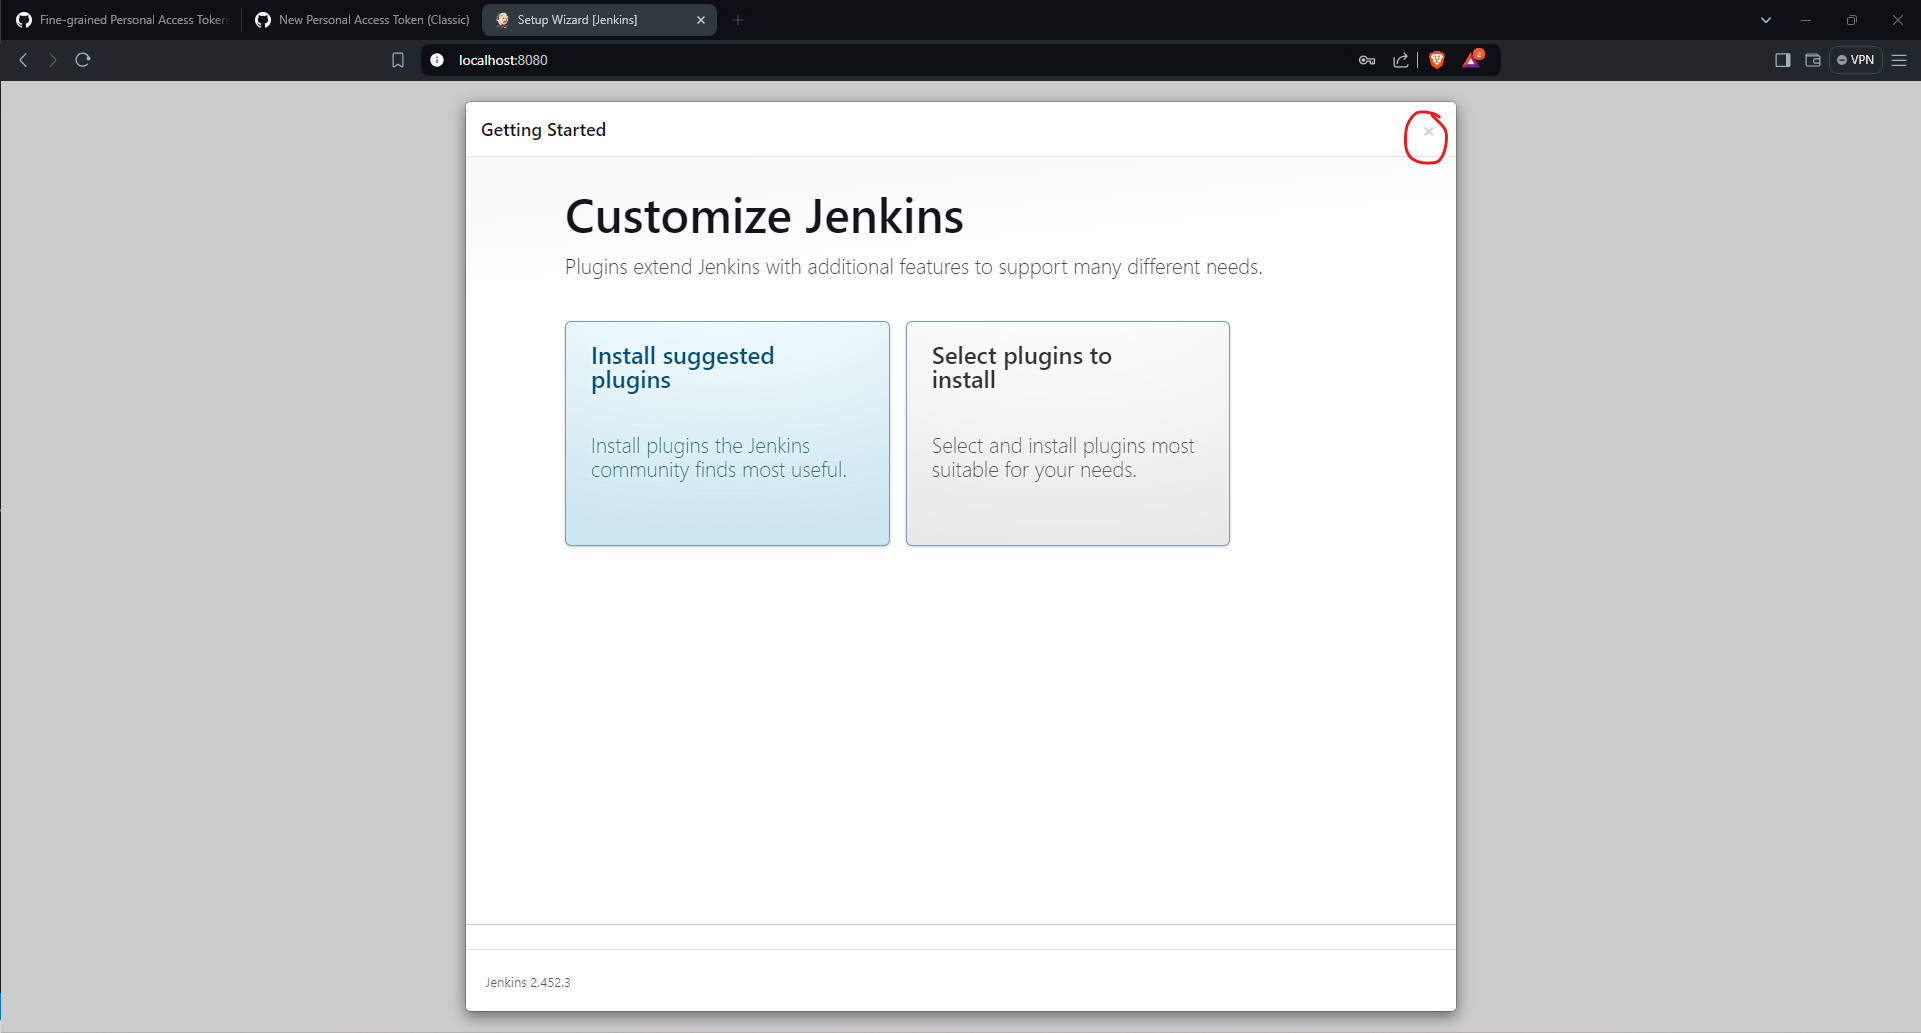 Fine-grained Personal Access Token
New Personal Access Token (Classic)
Setup Wizard [Jenkins]
localhost:8080
2
VPN
Getting Started
Customize Jenkins
Plugins extend Jenkins with additional features to support many different needs.
Install suggested
plugins
Install plugins the Jenkins
community finds most useful.
Select plugins to
install
Select and install plugins most
suitable for your needs.
Jenkins 2.452.3